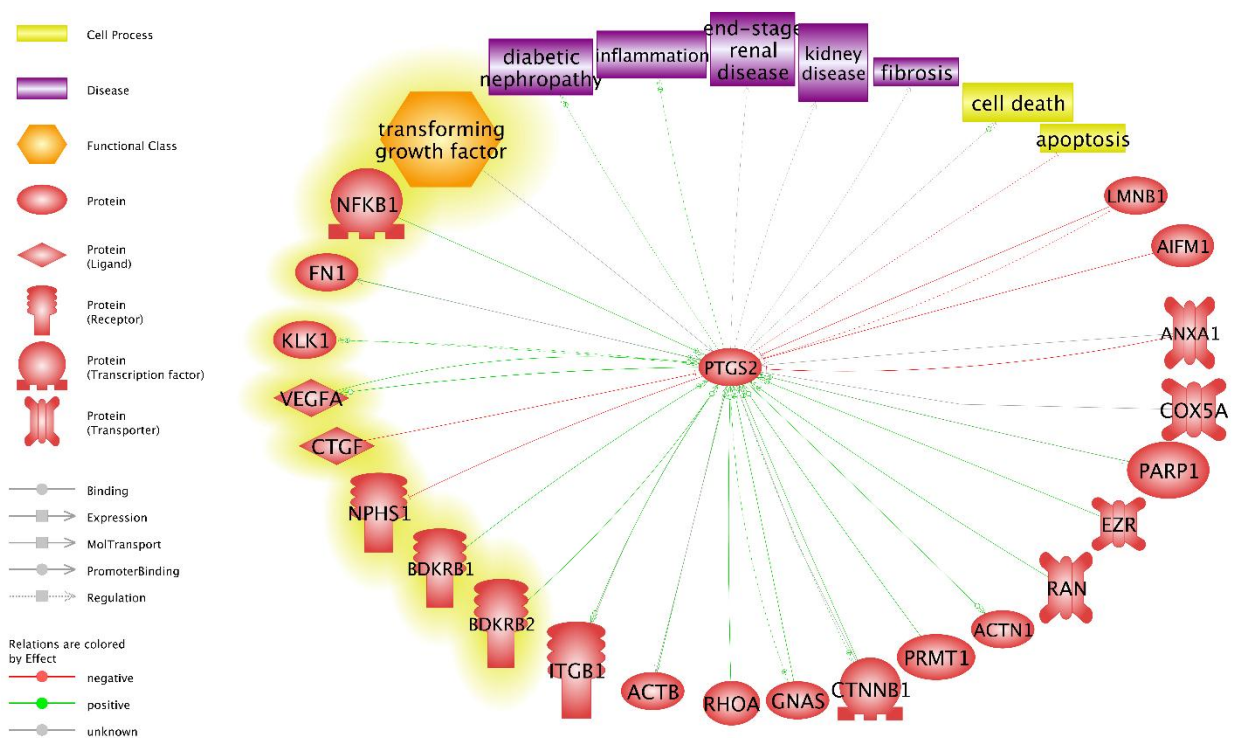 Cell Process
Disease
Functional Class
Protein
Protein
(Ligand)
Protein
(Receptor)
Protein
(Transcription factor)
Protein
(Transporter)
Binding
Expression
MolTransport
PromoterBinding
Regulation
Relations are colored
by Effect
negative
positive
unknown
diabetic
nephropathy
inflammation
end-stage
renal
disease
kidney
disease
fibrosis
cell death
apoptosis
transforming
growth factor
NFKB1
FN1
KLK1
VEGFA
CTGF
NPHS1
BDKRB1
BDKRB2
ITGB1
ACTB
RHOA
GNAS
CTNNB1
PRMT1
ACTN1
RAN
EZR
PARP1
COX5A
ANXA1
AIFM1
LMNB1
PTGS2